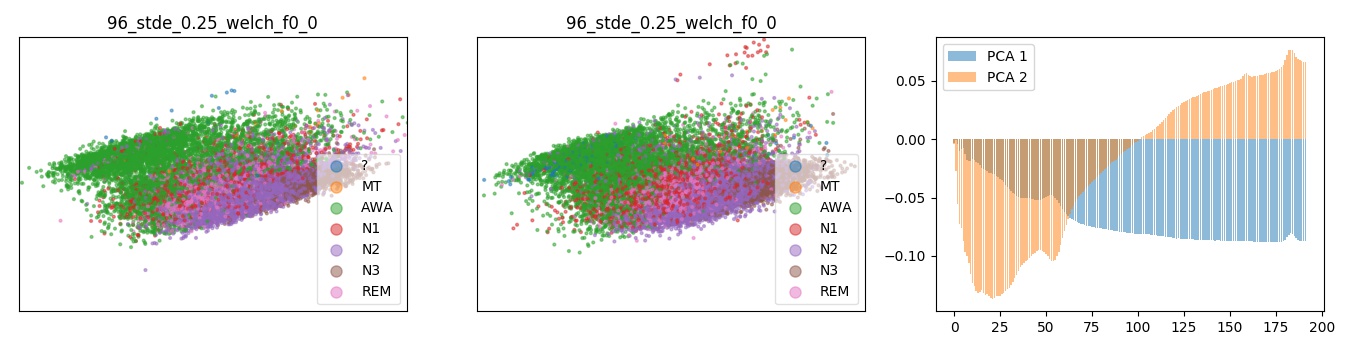 96_stde_0.25_welch_f0_0
?
MT
AWA
N1
N2
N3
REM
96_stde_0.25_welch_f0_0
?
MT
AWA
N1
N2
N3
REM
PCA 1
PCA 2
0.05
0.00
−0.05
−0.10
0 25 50 75 100 125 150 175 200